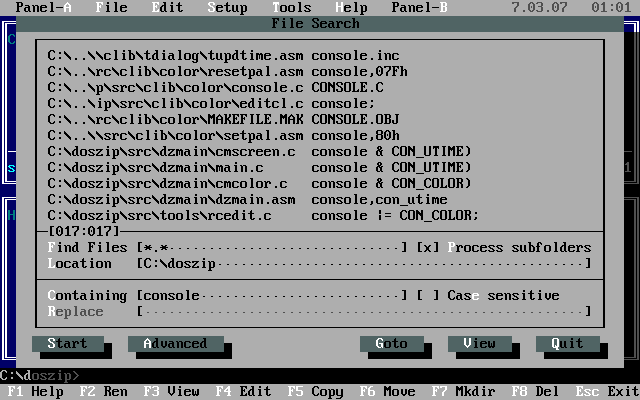 Panel-A File Edit Setup Tools Help Panel-B 7.03.07 01:01
File Search
C:\..\\clib\tdialog\tupdtime.asm console.inc
C:\..\rc\clib\color\resetpal.asm console,07Fh
C:\..\p\src\clib\color\console.c CONSOLE.C
C:\..\ip\src\clib\color\editcl.c console;
C:\..\rc\clib\color\MAKEFILE.MAK CONSOLE.OBJ
C:\..\\src\clib\color\setpal.asm console,80h
C:\doszip\src\dzmain\cmscreen.c console & CON_UTIME)
C:\doszip\src\dzmain\main.c console & CON_UTIME)
C:\doszip\src\dzmain\cmcolor.c console & CON_COLOR)
C:\doszip\src\dzmain\dzmain.asm console,con_utime
C:\doszip\src\tools\rcedit.c console |= CON_COLOR;
[017:017]
Find Files [*.*] [x] Process subfolders
Location [C:\doszip]
Containing [console] [ ] Case sensitive
Replace []
Start Advanced Goto View Quit
C:\doszip>
F1 Help F2 Ren F3 View F4 Edit F5 Copy F6 Move F7 Mkdir F8 Del Esc Exit